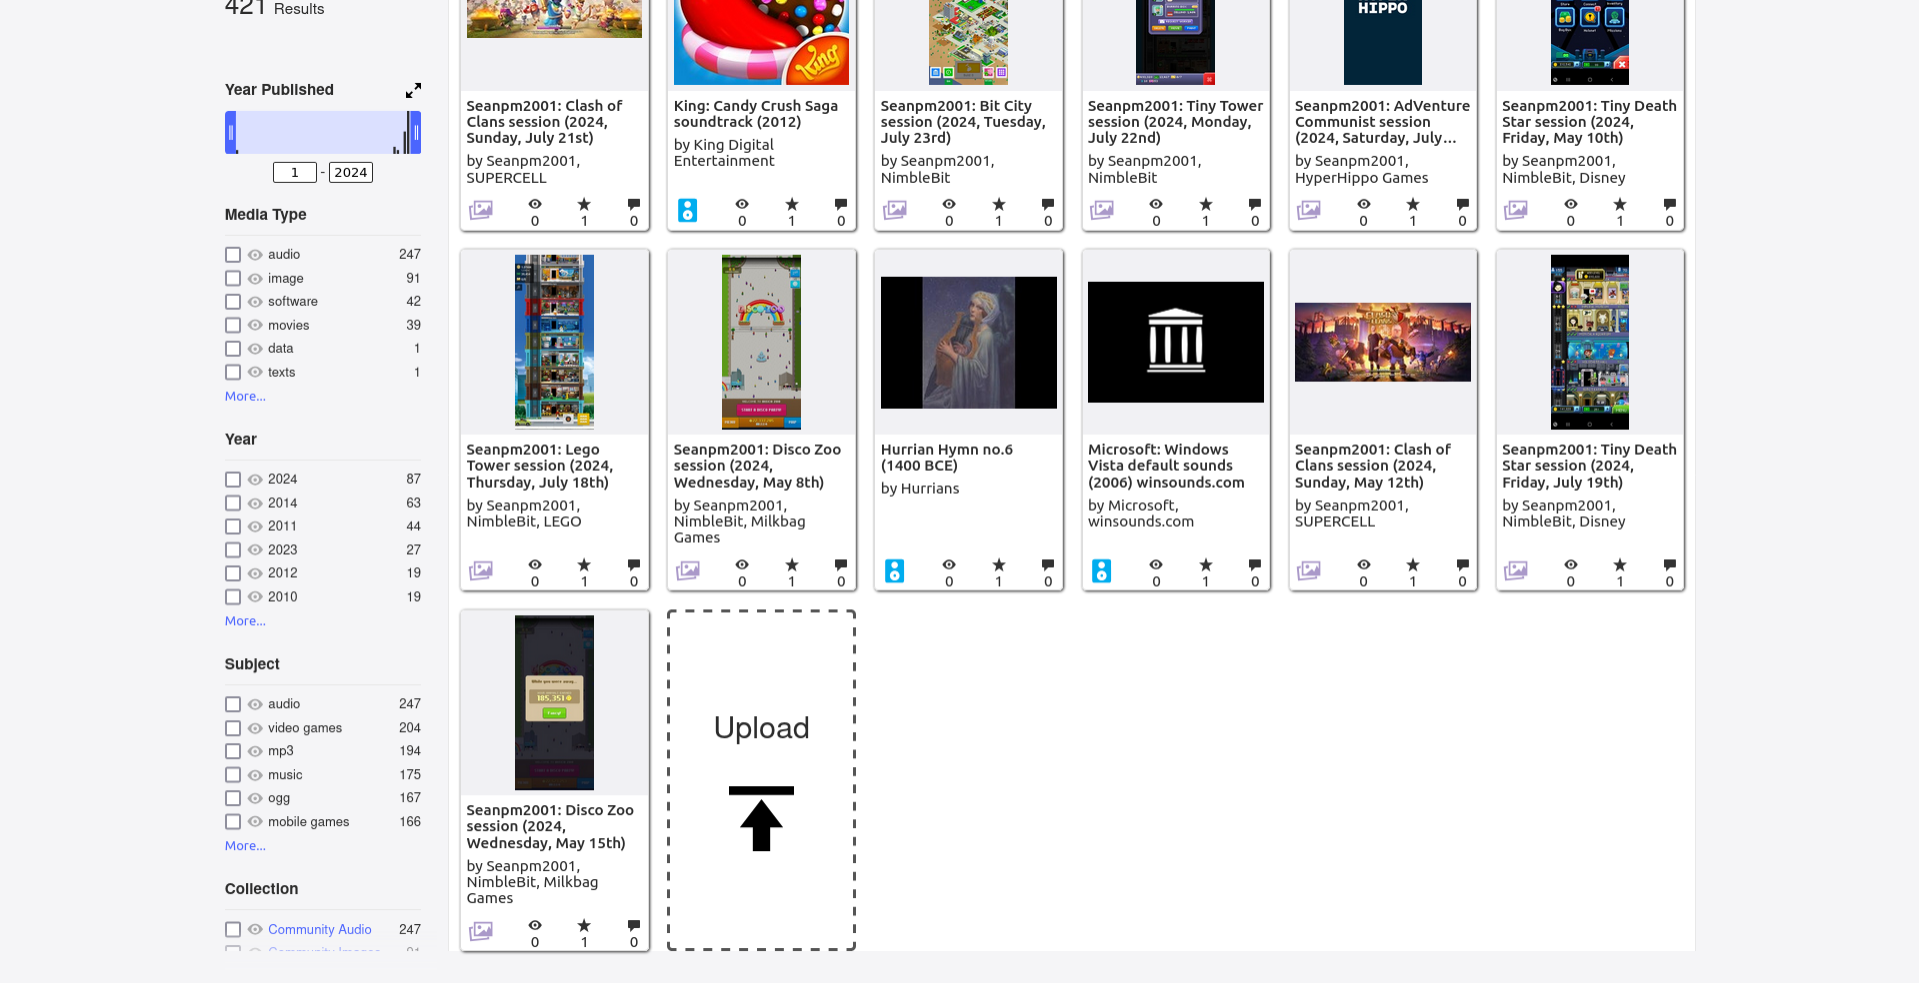 421 Results
Year Published
1 - 2024
Media Type
audio 247
image 91
software 42
movies 39
data 1
texts 1
More...
Year
2024 87
2014 63
2011 44
2023 27
2012 19
2010 19
More...
Subject
audio 247
video games 204
mp3 194
music 175
ogg 167
mobile games 166
More...
Collection
Community Audio 247
Community Images 91
King
HIPPO
Seanpm2001: Clash of
Clans session (2024,
Sunday, July 21st)
by Seanpm2001,
SUPERCELL
0 1 0
King: Candy Crush Saga
soundtrack (2012)
by King Digital
Entertainment
0 1 0
Seanpm2001: Bit City
session (2024, Tuesday,
July 23rd)
by Seanpm2001,
NimbleBit
0 1 0
Seanpm2001: Tiny Tower
session (2024, Monday,
July 22nd)
by Seanpm2001,
NimbleBit
0 1 0
Seanpm2001: AdVenture
Communist session
(2024, Saturday, July...
by Seanpm2001,
HyperHippo Games
0 1 0
Seanpm2001: Tiny Death
Star session (2024,
Friday, May 10th)
by Seanpm2001,
NimbleBit, Disney
0 1 0
Seanpm2001: Lego
Tower session (2024,
Thursday, July 18th)
by Seanpm2001,
NimbleBit, LEGO
0 1 0
DISCO ZOO
Seanpm2001: Disco Zoo
session (2024,
Wednesday, May 8th)
by Seanpm2001,
NimbleBit, Milkbag
Games
0 1 0
Hurrian Hymn no.6
(1400 BCE)
by Hurrians
0 1 0
Microsoft: Windows
Vista default sounds
(2006) winsounds.com
by Microsoft,
winsounds.com
0 1 0
Seanpm2001: Clash of
Clans session (2024,
Sunday, May 12th)
by Seanpm2001,
SUPERCELL
0 1 0
Seanpm2001: Tiny Death
Star session (2024,
Friday, July 19th)
by Seanpm2001,
NimbleBit, Disney
0 1 0
While you were away...
Seanpm2001: Disco Zoo
session (2024,
Wednesday, May 15th)
by Seanpm2001,
NimbleBit, Milkbag
Games
0 1 0
Upload